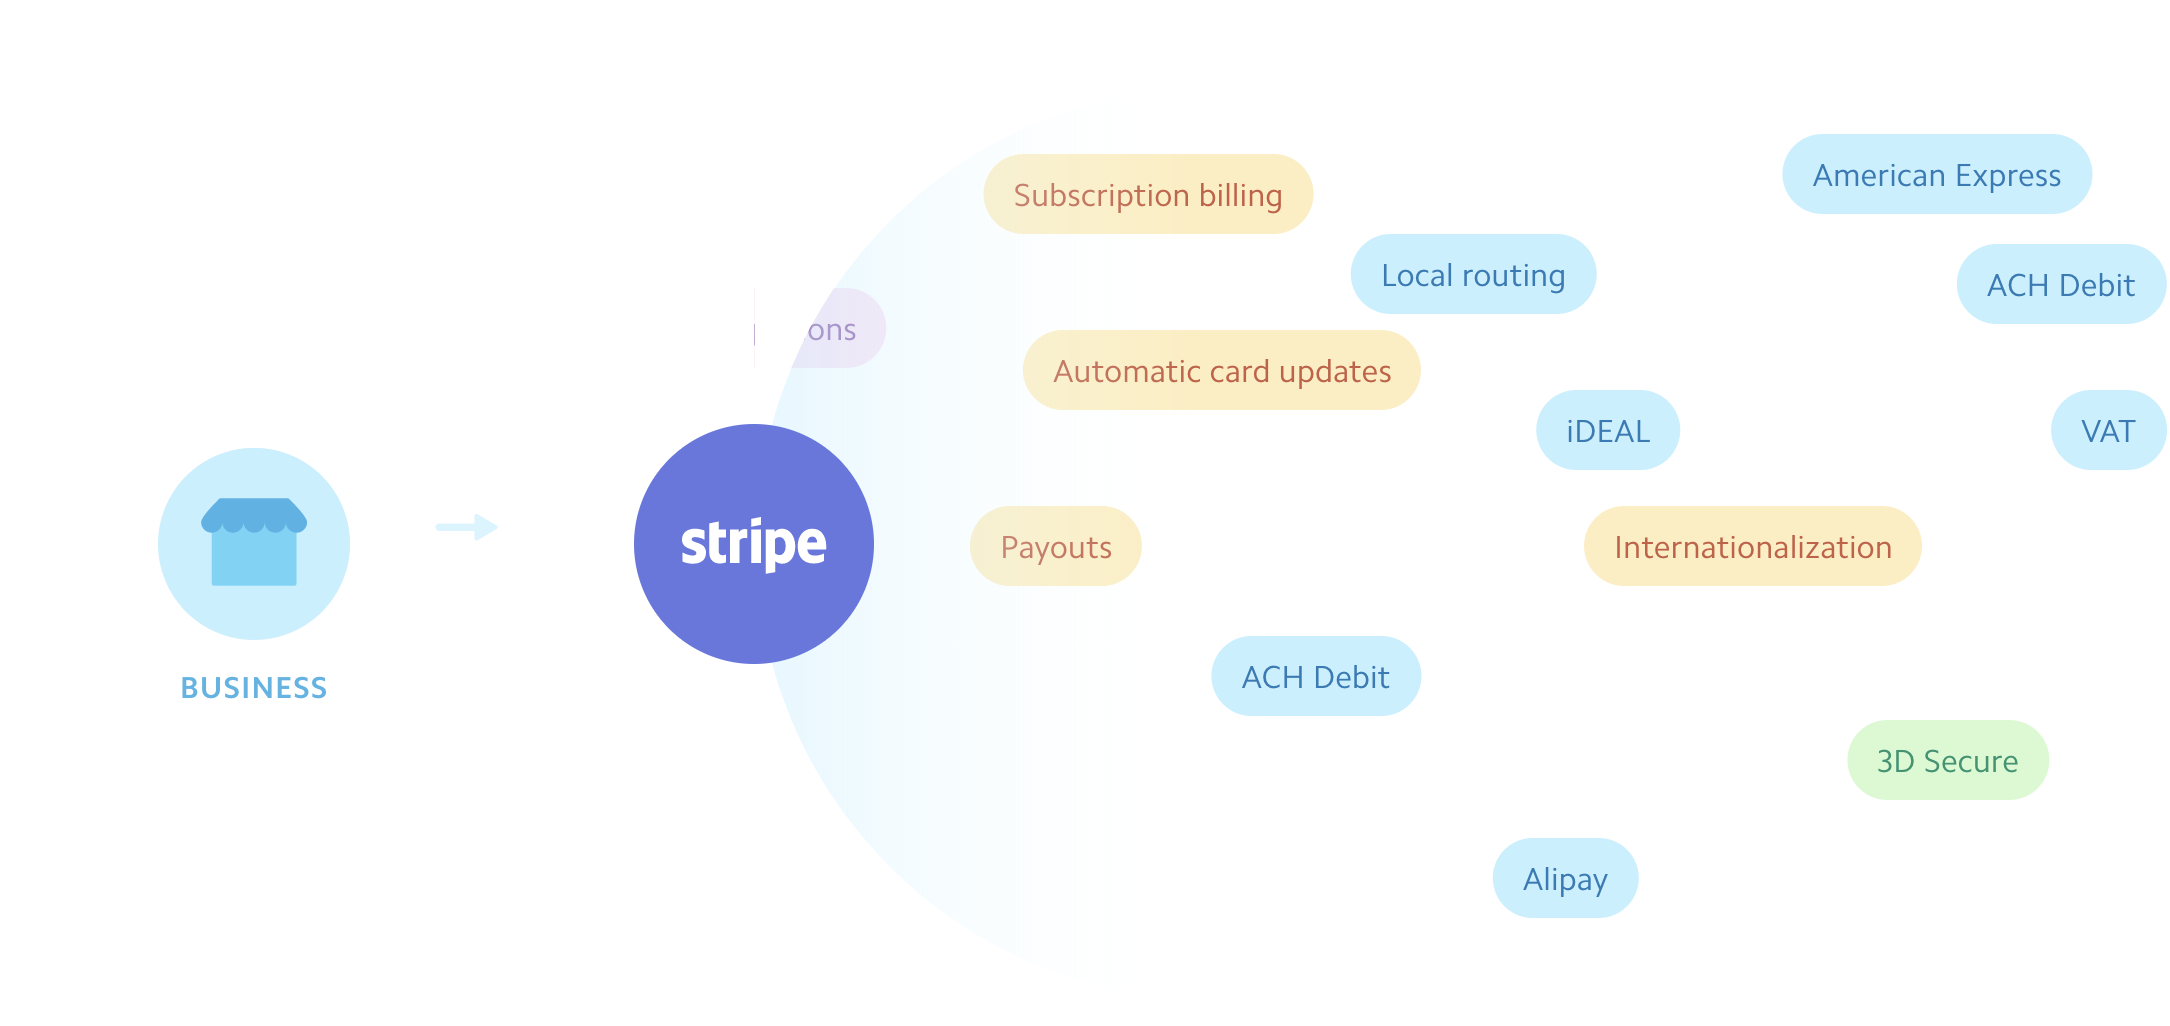 American Express
Subscription billing
Local routing
ACH Debit
ons
Automatic card updates
iDEAL
VAT
stripe
Payouts
Internationalization
BUSINESS
ACH Debit
3D Secure
Alipay